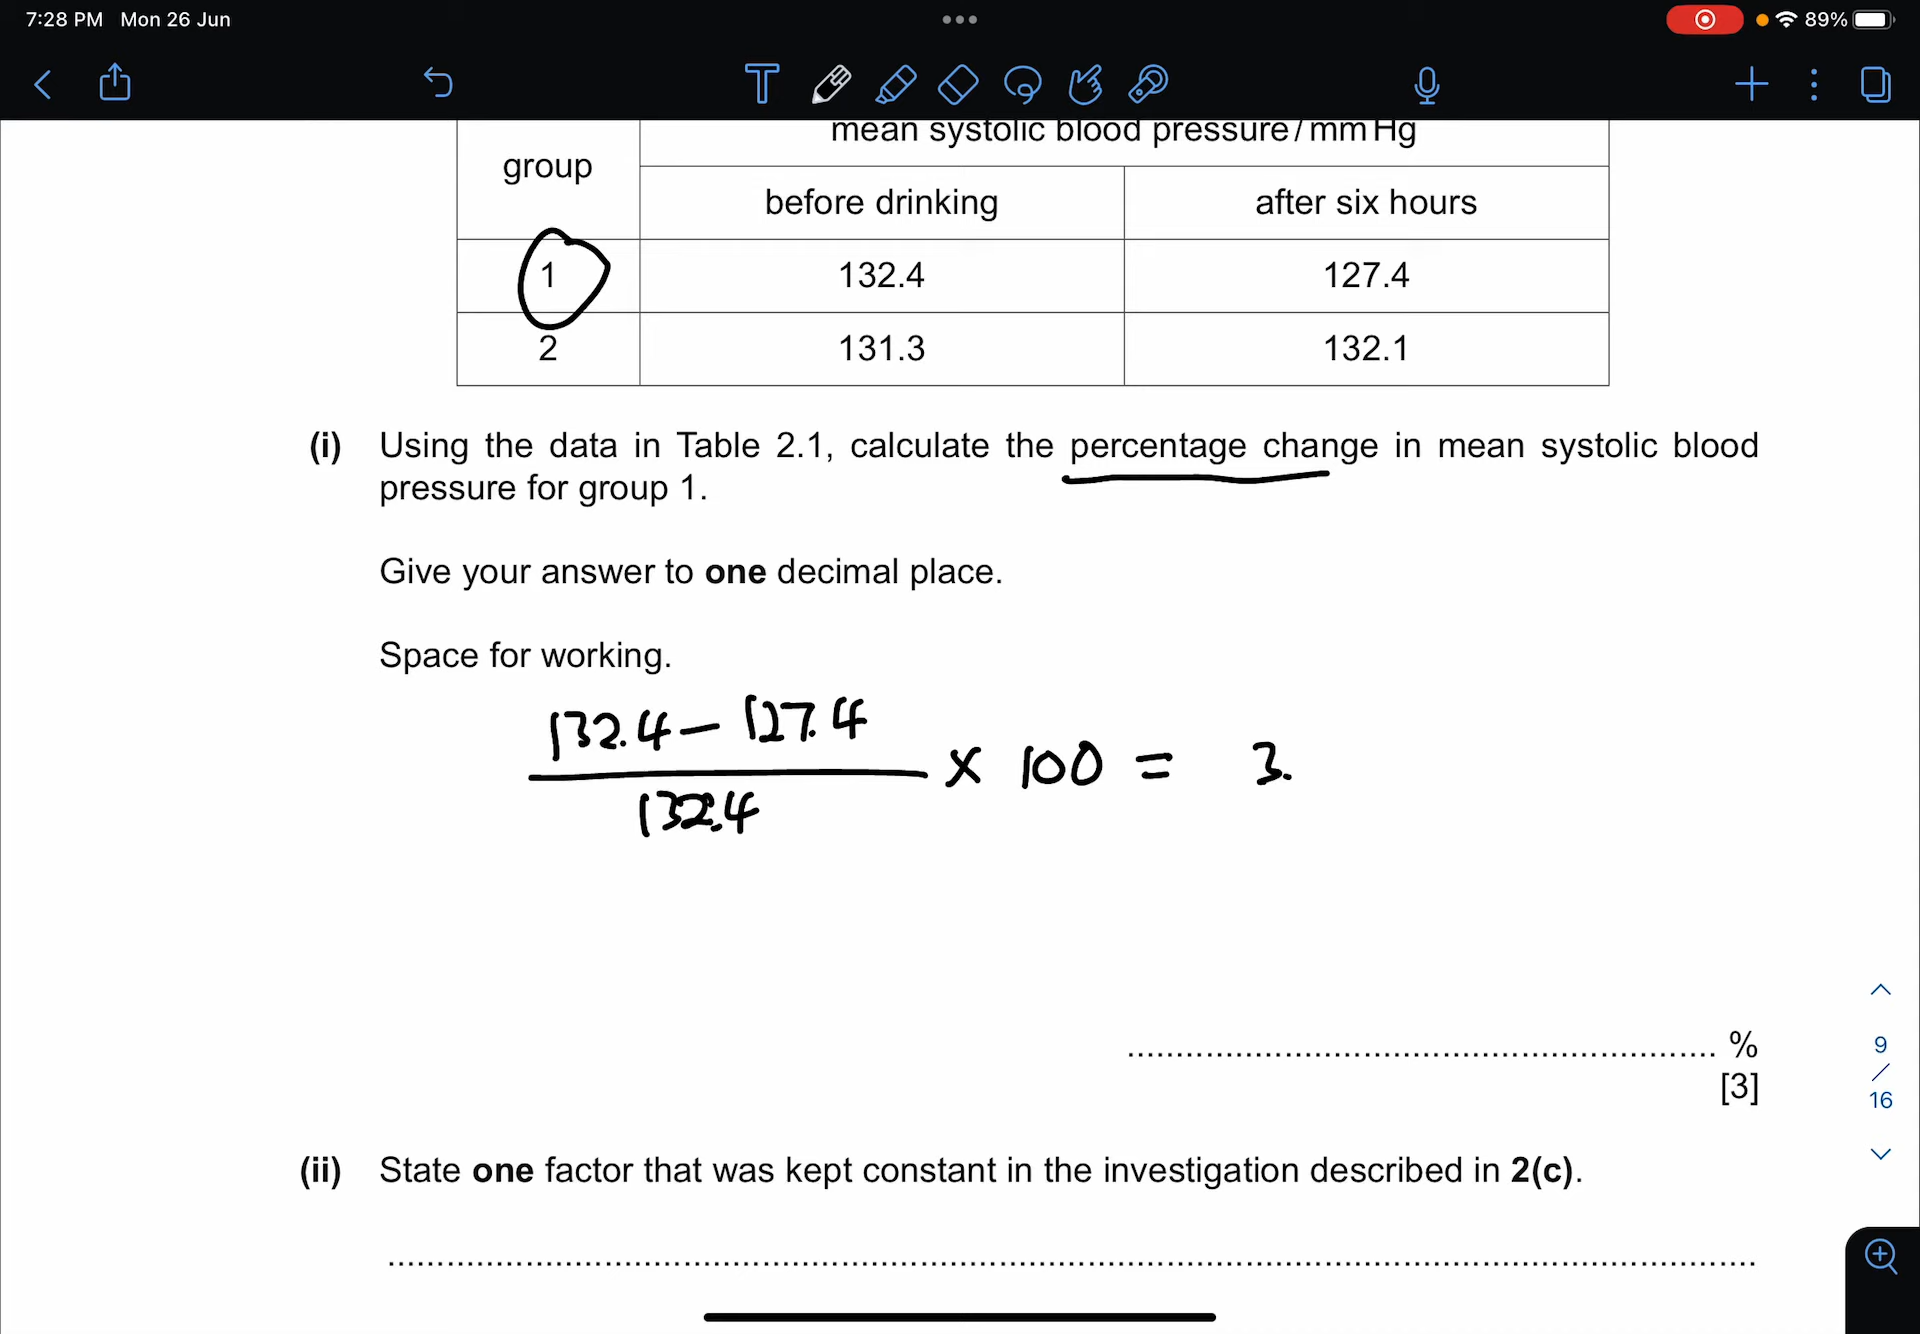 7:28 PM Mon 26 Jun
89%
mean systolic blood pressure / mm Hg
group
before drinking after six hours
1 132.4 127.4
2 131.3 132.1
(i) Using the data in Table 2.1, calculate the percentage change in mean systolic blood
pressure for group 1.
Give your answer to one decimal place.
Space for working.
132.4 – 127.4
× 100 = 3.
132.4
% 
[3]
9
/
16
(ii) State one factor that was kept constant in the investigation described in 2(c).